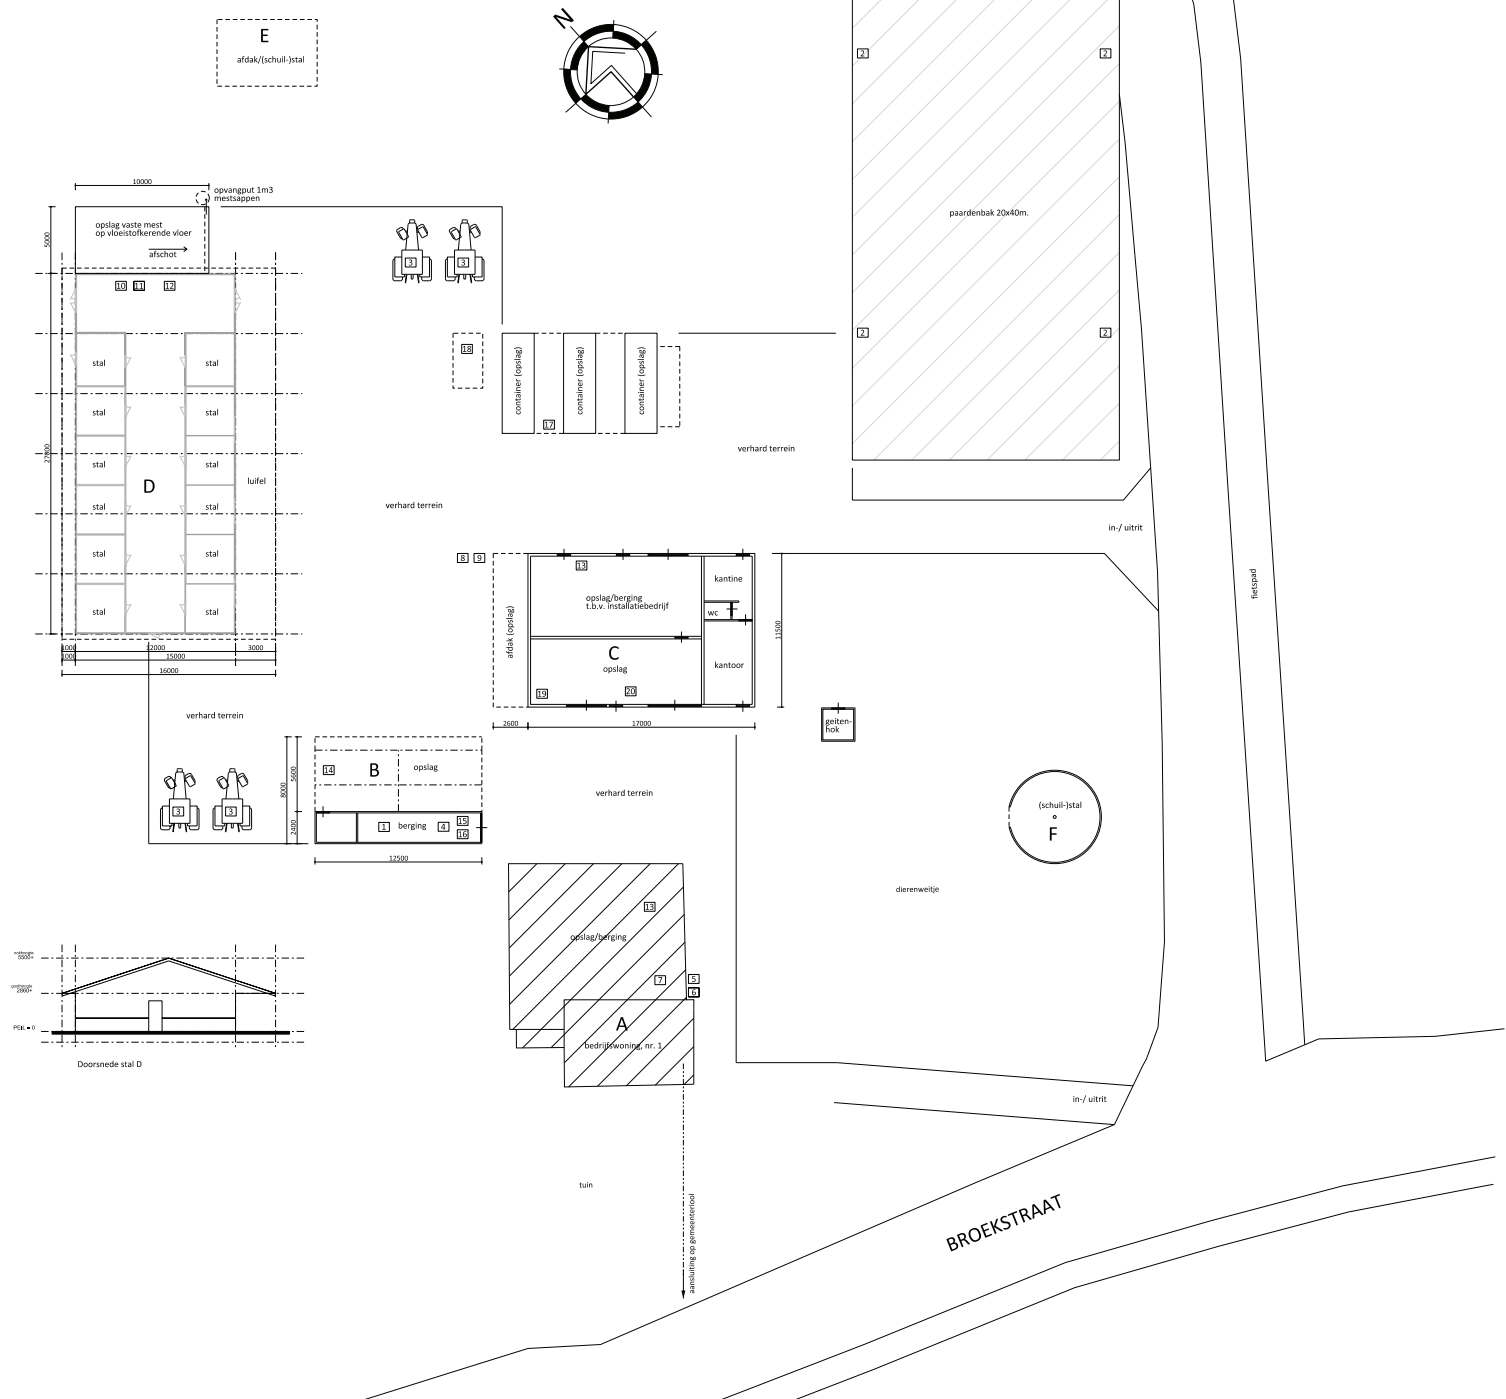 N
E
afdak/(schuil-)stal
2
2
10000
opvangput 1m3
mestsappen
opslag vaste mest
op vloeistofkerende vloer
afschot
5000
paardenbak 20x40m.
3
3
10
11
12
2
2
18
container (opslag)
container (opslag)
container (opslag)
17
stal
stal
stal
stal
stal
stal
stal
stal
stal
stal
stal
stal
D
luifel
verhard terrein
verhard terrein
in-/ uitrit
fietspad
8
9
13
opslag/berging
t.b.v. installatiebedrijf
kantine
wc
kantoor
afdak (opslag)
C
opslag
19
20
11500
2600
17000
1000
12000
15000
3000
16000
verhard terrein
geiten-
hok
B
opslag
14
5600
8000
2400
3
3
1
berging
4
15
16
12500
verhard terrein
(schuil-)stal
F
dierenweitje
13
opslag/berging
7
5
6
A
bedrijfswoning, nr. 1
nokhoogte
5500+
goothoogte
2860+
PEIL = 0
Doorsnede stal D
in-/ uitrit
tuin
aansluiting op gemeenteriool
BROEKSTRAAT